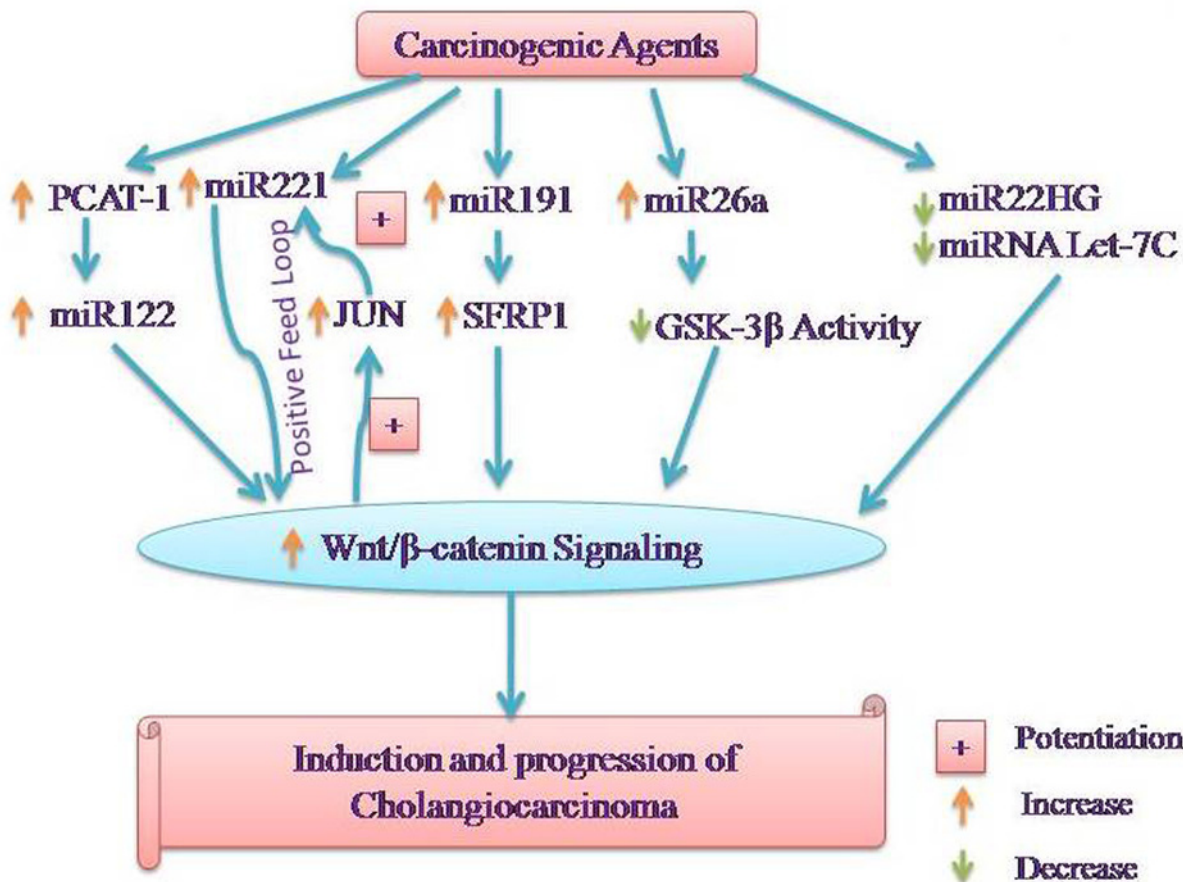 Carcinogenic Agents
PCAT-1
miR221
+
miR191
miR26a
miR22HG
miRNA Let-7C
miR122
Positive Feed Loop
JUN
SFRP1
GSK-3β Activity
+
Wnt/β-catenin Signaling
Induction and progression of
Cholangiocarcinoma
+ Potentiation
Increase
Decrease